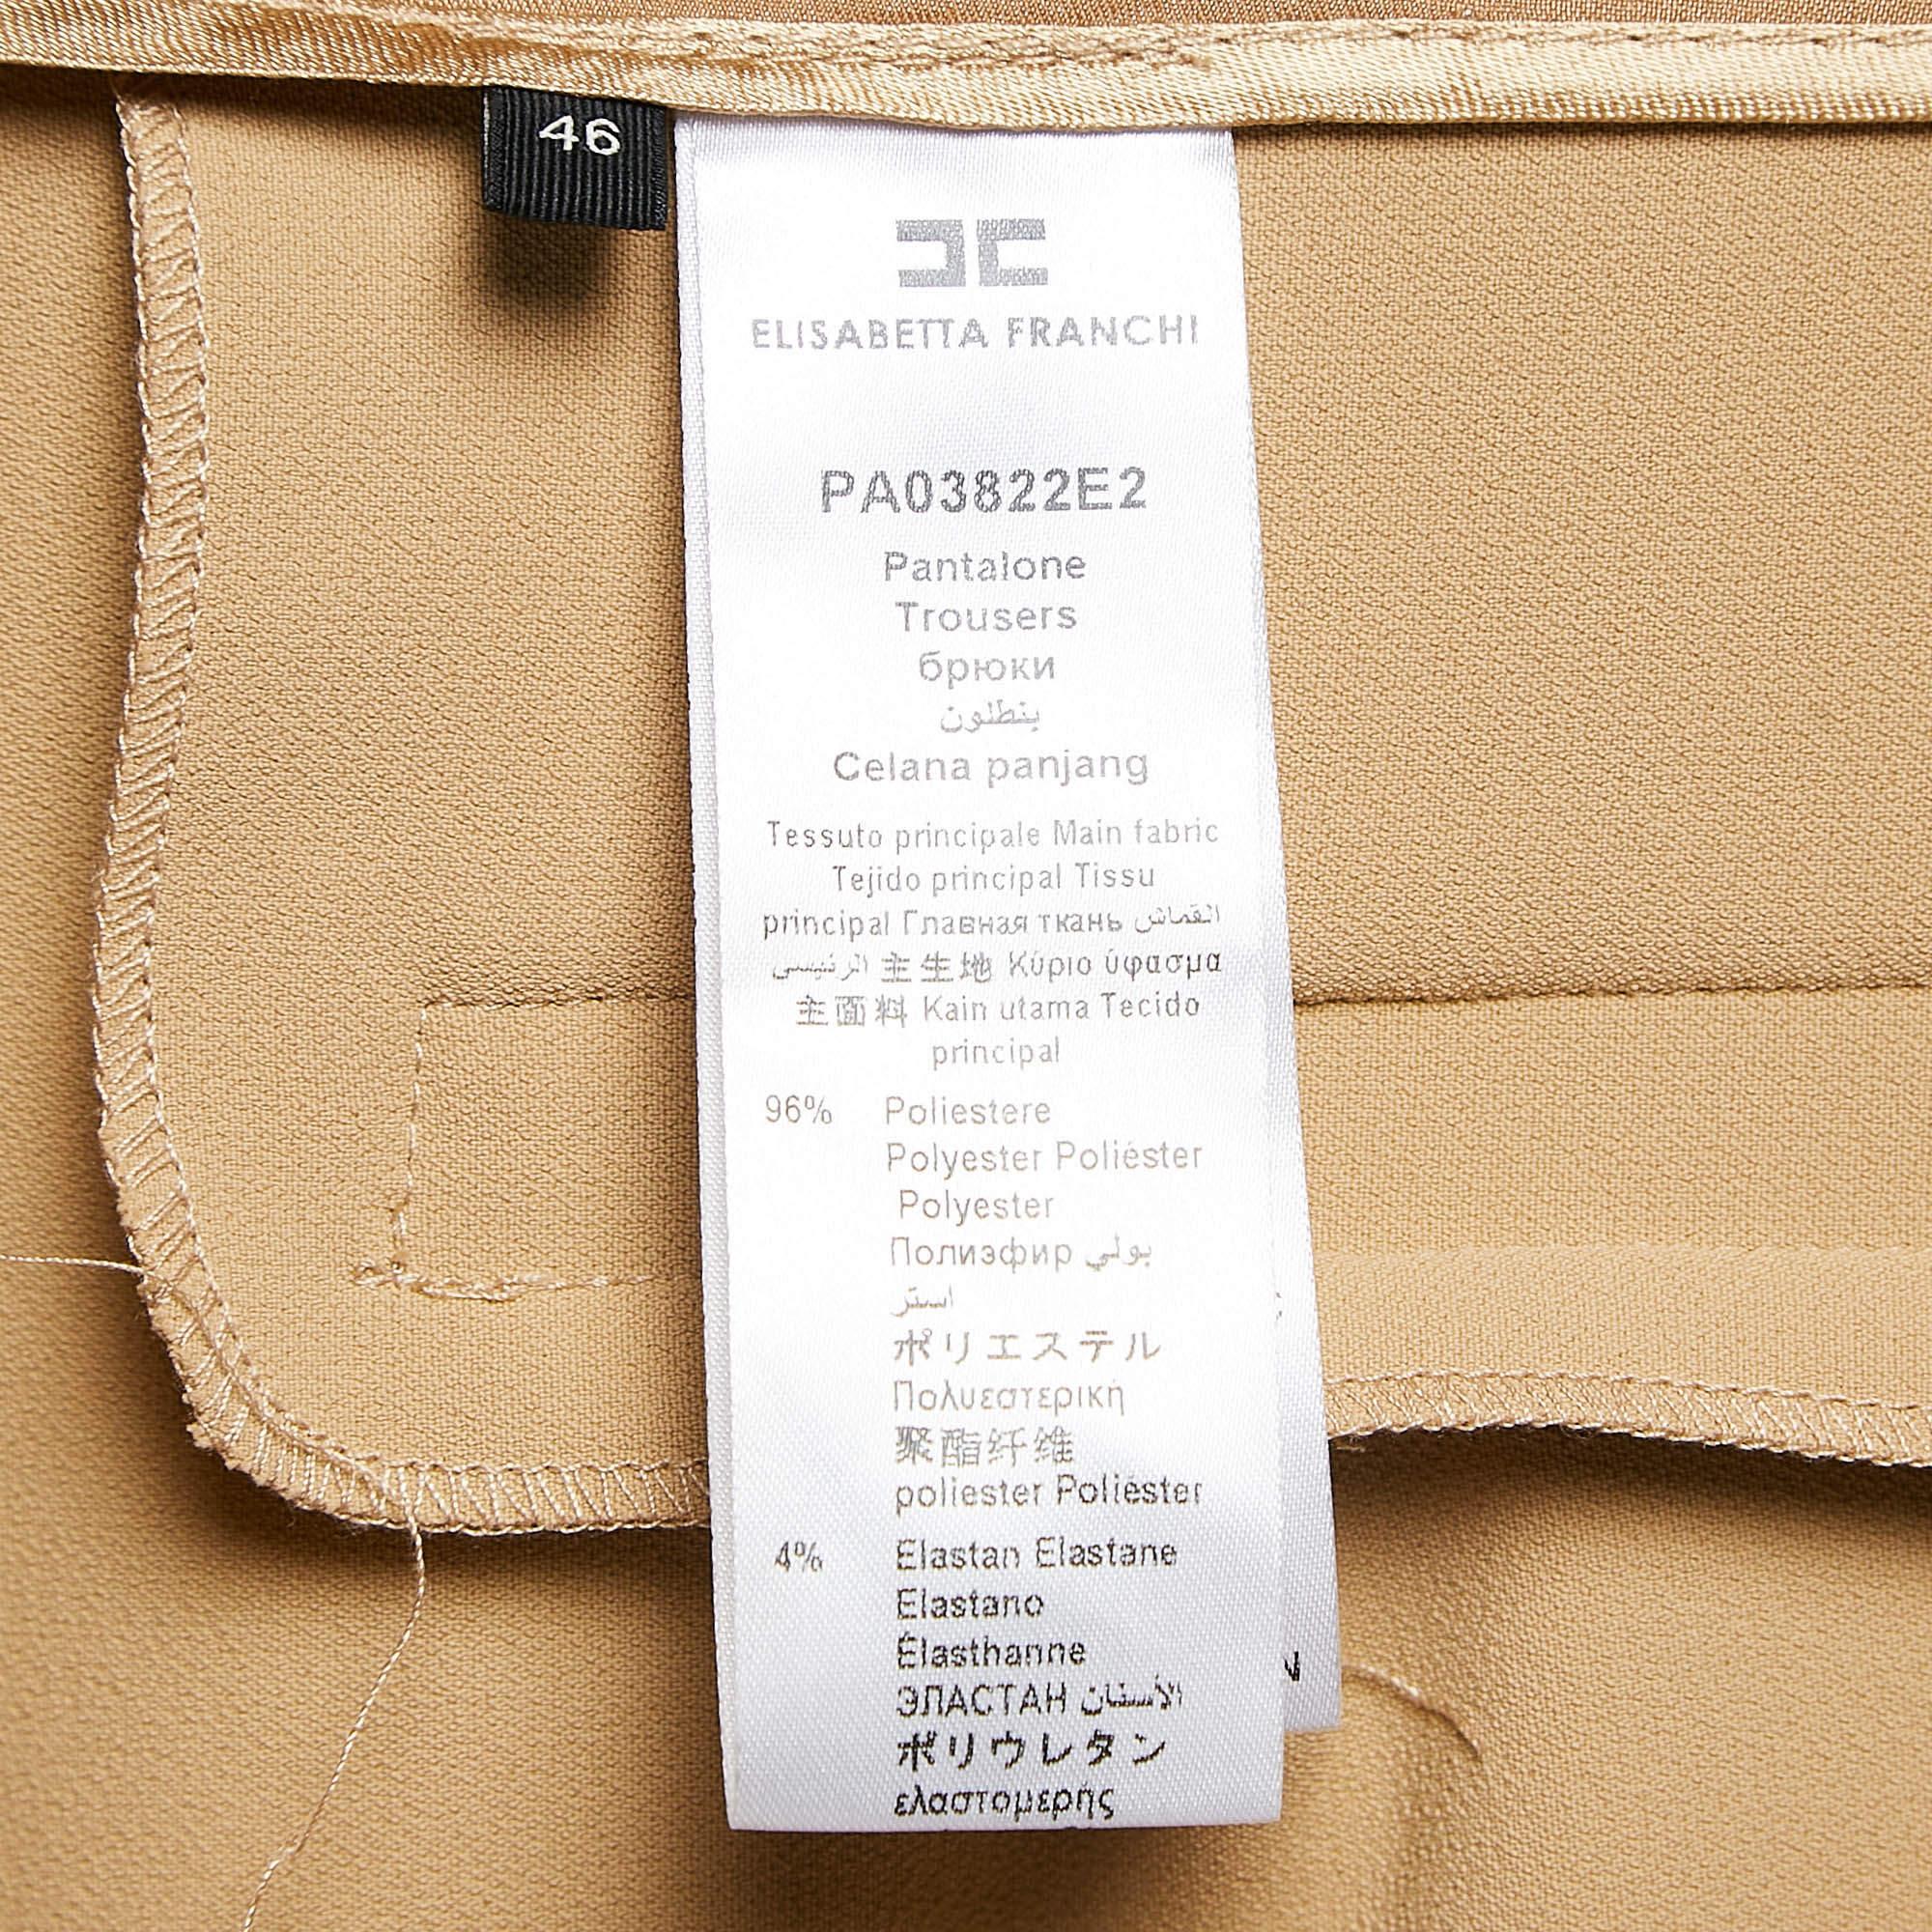 46
ELISABETTA FRANCHI
PA03822E2
Pantalone
Trousers
брюки
بنطلون
Celana panjang
Tessuto principale Main fabric
Tejido principal Tissu
principal Главная ткань القماش
الرئيسي 主生地 Κύριο ύφασμα
主面料 Kain utama Tecido
principal
96% Poliestere
Polyester Poliéster
Polyester
Полиэфир بولي
استر
ポリエステル
Πολυεστερική
聚酯纤维
poliester Poliéster
4% Elastan Elastane
Elastano
Élasthanne
ЭЛАСТАН الأستان
ポリウレタン
ελαστομερής
N